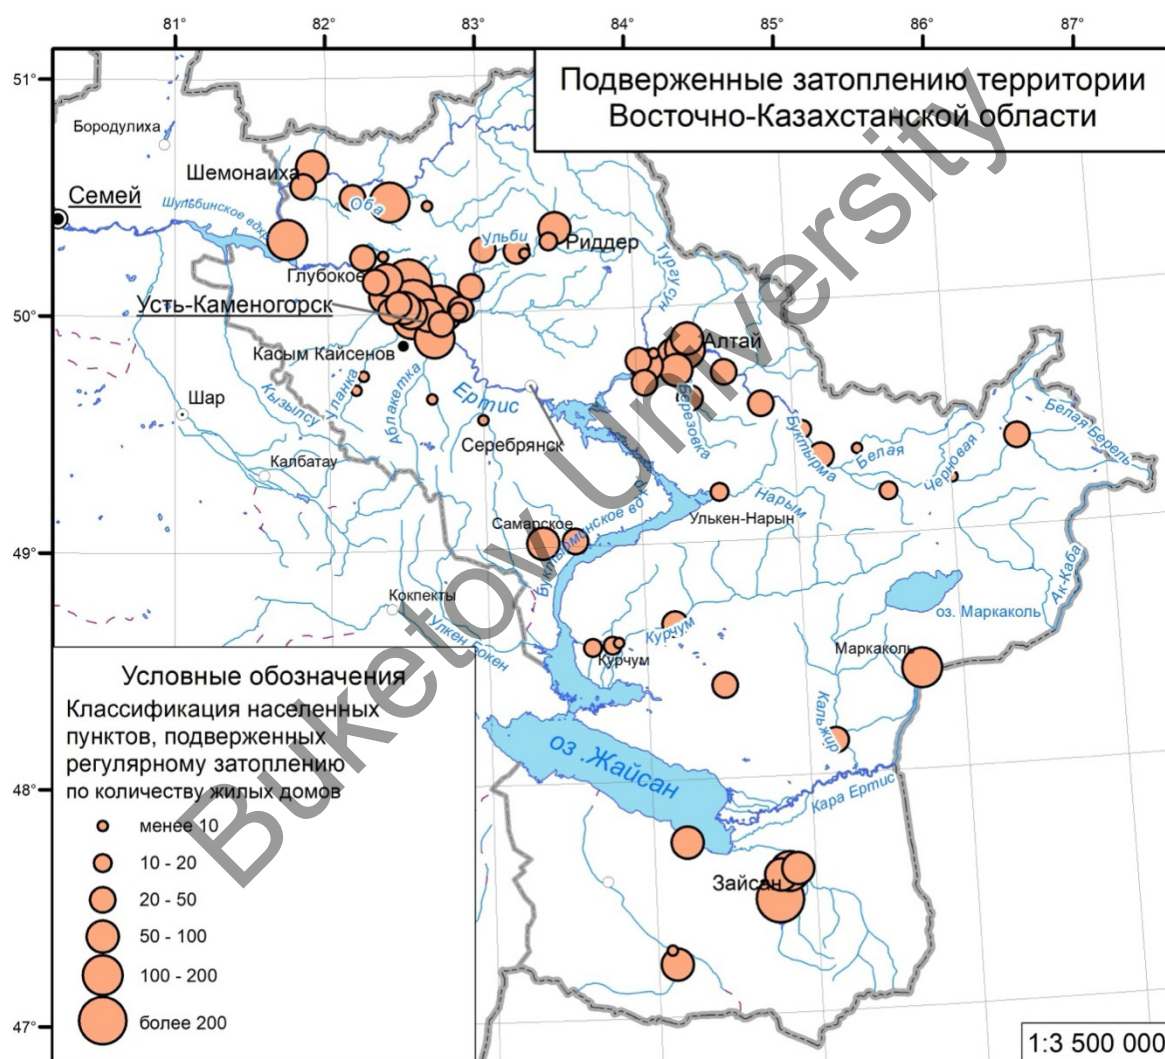 81° 82° 83° 84° 85° 86° 87°
51°
50°
49°
48°
47°
Подверженные затоплению территории
Восточно-Казахстанской области
Бородулиха
Шемонаиха
Семей
Оба
Шульбинское вдхр.
Ульби
Риддер
Глубокое
Тургусун
Усть-Каменогорск
Алтай
Касым Кайсенов
Уланка
Аблакетка
Ертис
Березовка
Шар
Кызылсу
Буктырма
Белая
Черновая
Белая Берель
Серебрянск
Калбатау
Нарым
Улькен-Нарын
Самарское
Буктырминское вдхр.
Ак-Каба
Кокпекты
Улкен Бокен
оз. Маркаколь
Курчум
Курчум
Маркаколь
Кальжир
оз .Жайсан
Кара Ертис
Зайсан
Условные обозначения
Классификация населенных
пунктов, подверженных
регулярному затоплению
по количеству жилых домов
менее 10
10 - 20
20 - 50
50 - 100
100 - 200
более 200
1:3 500 000
Buketov University